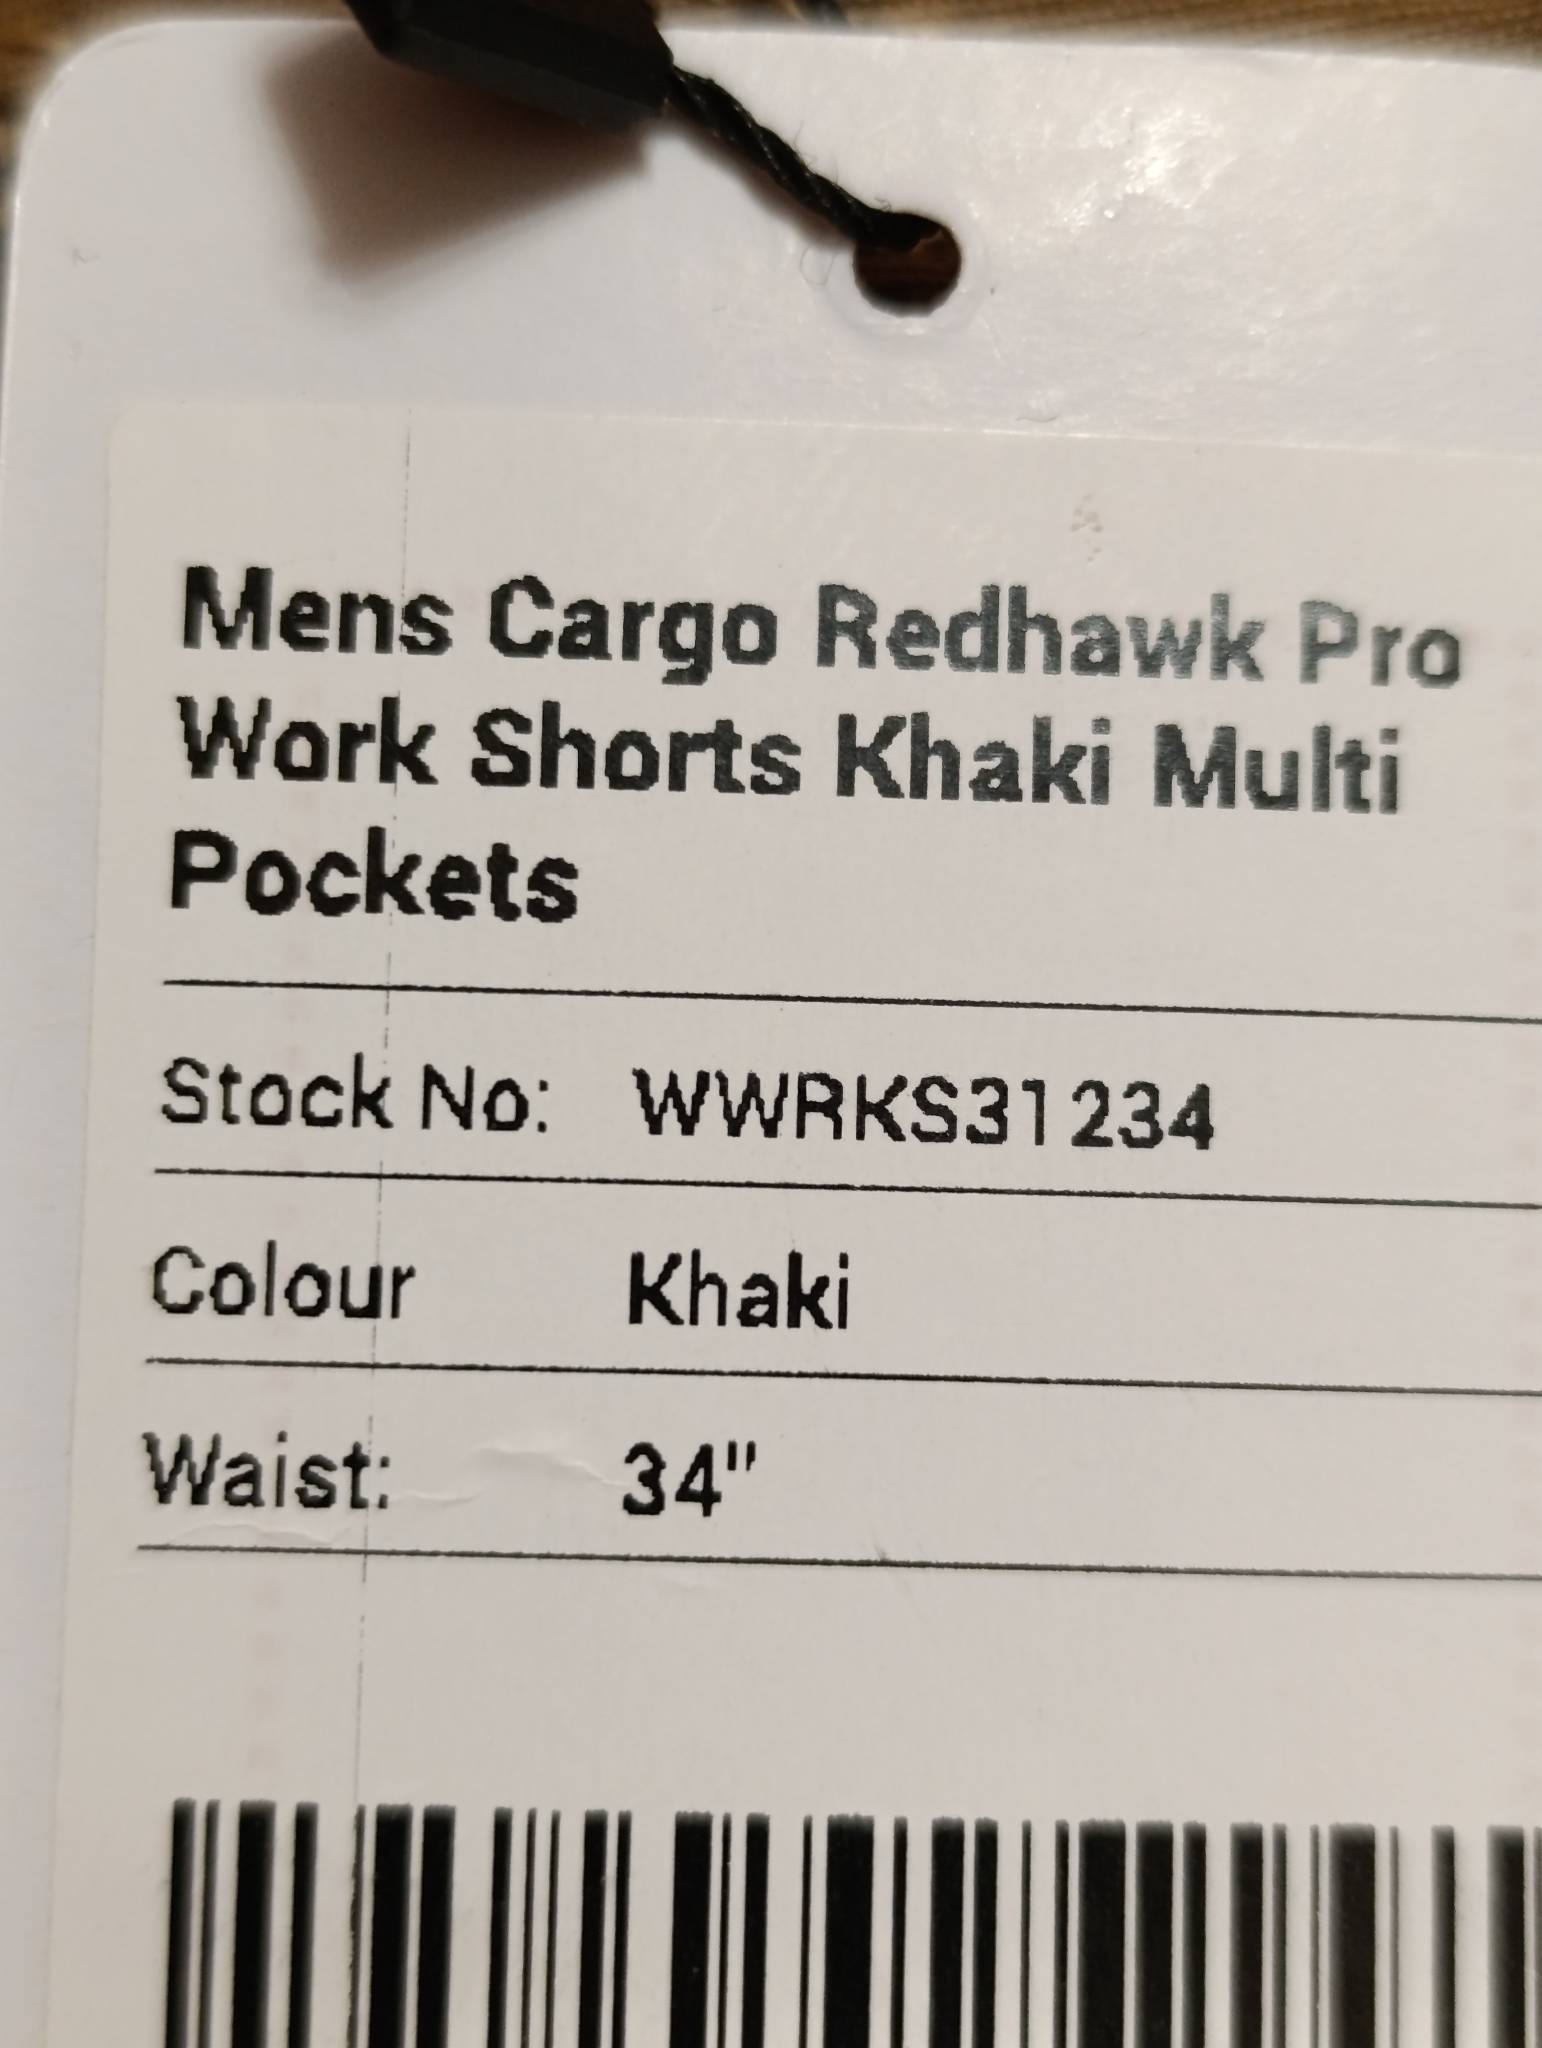 Mens Cargo Redhawk Pro
Work Shorts Khaki Multi
Pockets
Stock No: WWRKS31234
Colour Khaki
Waist: 34"